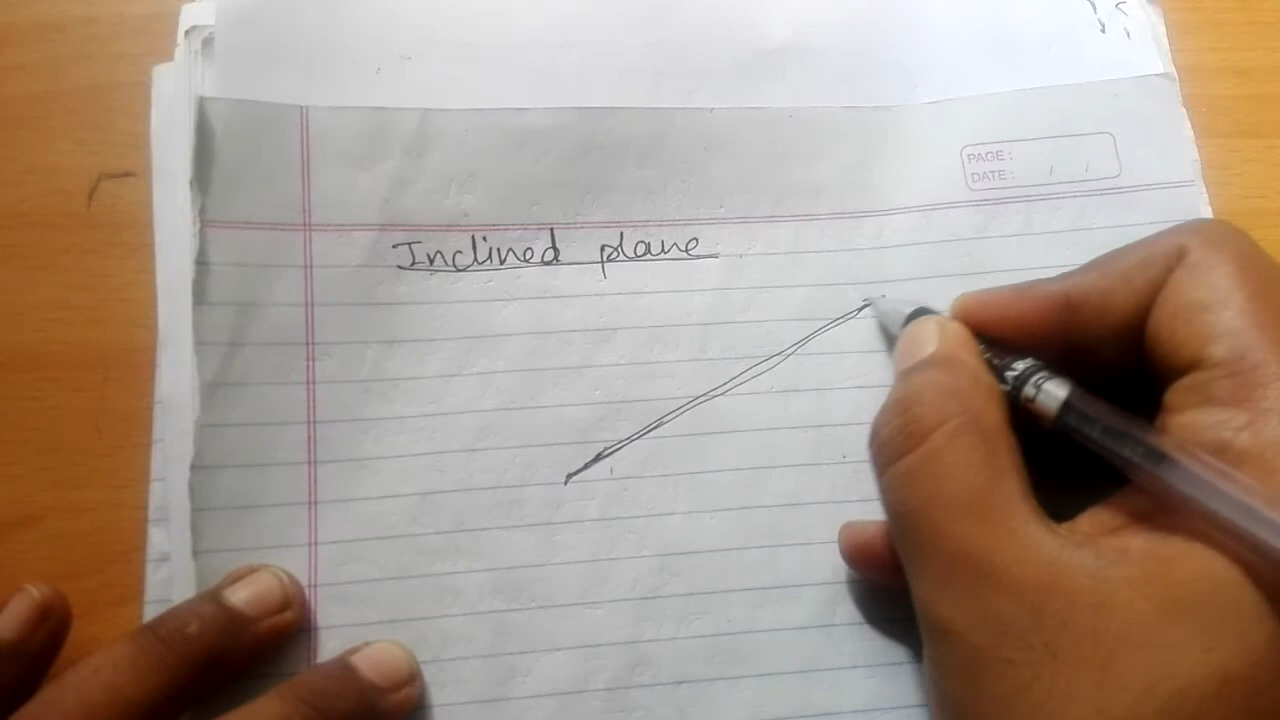 PAGE :
DATE : / /
Inclined plane